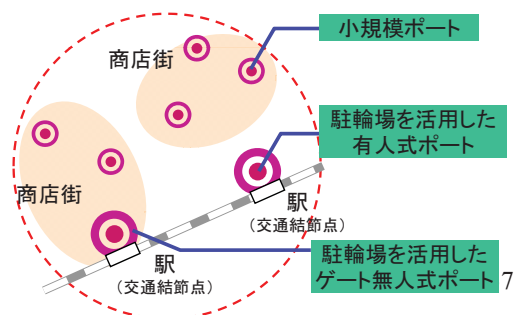 小規模ポート
商店街
駐輪場を活用した
有人式ポート
商店街
駅
（交通結節点）
駅
（交通結節点）
駐輪場を活用した
ゲート無人式ポート
7